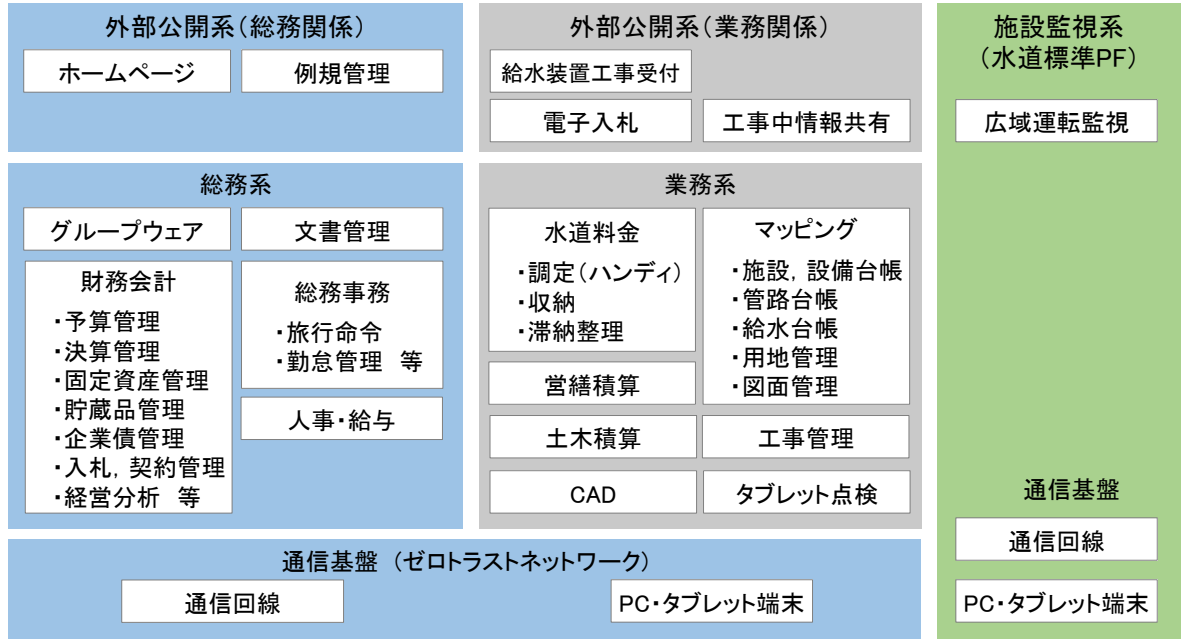 外部公開系（総務関係）
ホームページ
例規管理
外部公開系（業務関係）
給水装置工事受付
電子入札
工事中情報共有
施設監視系
（水道標準PF）
広域運転監視
総務系
グループウェア
文書管理
財務会計
・予算管理
・決算管理
・固定資産管理
・貯蔵品管理
・企業債管理
・入札，契約管理
・経営分析　等
総務事務
・旅行命令
・勤怠管理　等
人事・給与
業務系
水道料金
・調定（ハンディ）
・収納
・滞納整理
マッピング
・施設，設備台帳
・管路台帳
・給水台帳
・用地管理
・図面管理
営繕積算
土木積算
工事管理
CAD
タブレット点検
通信基盤
通信回線
PC・タブレット端末
通信基盤（ゼロトラストネットワーク）
通信回線
PC・タブレット端末